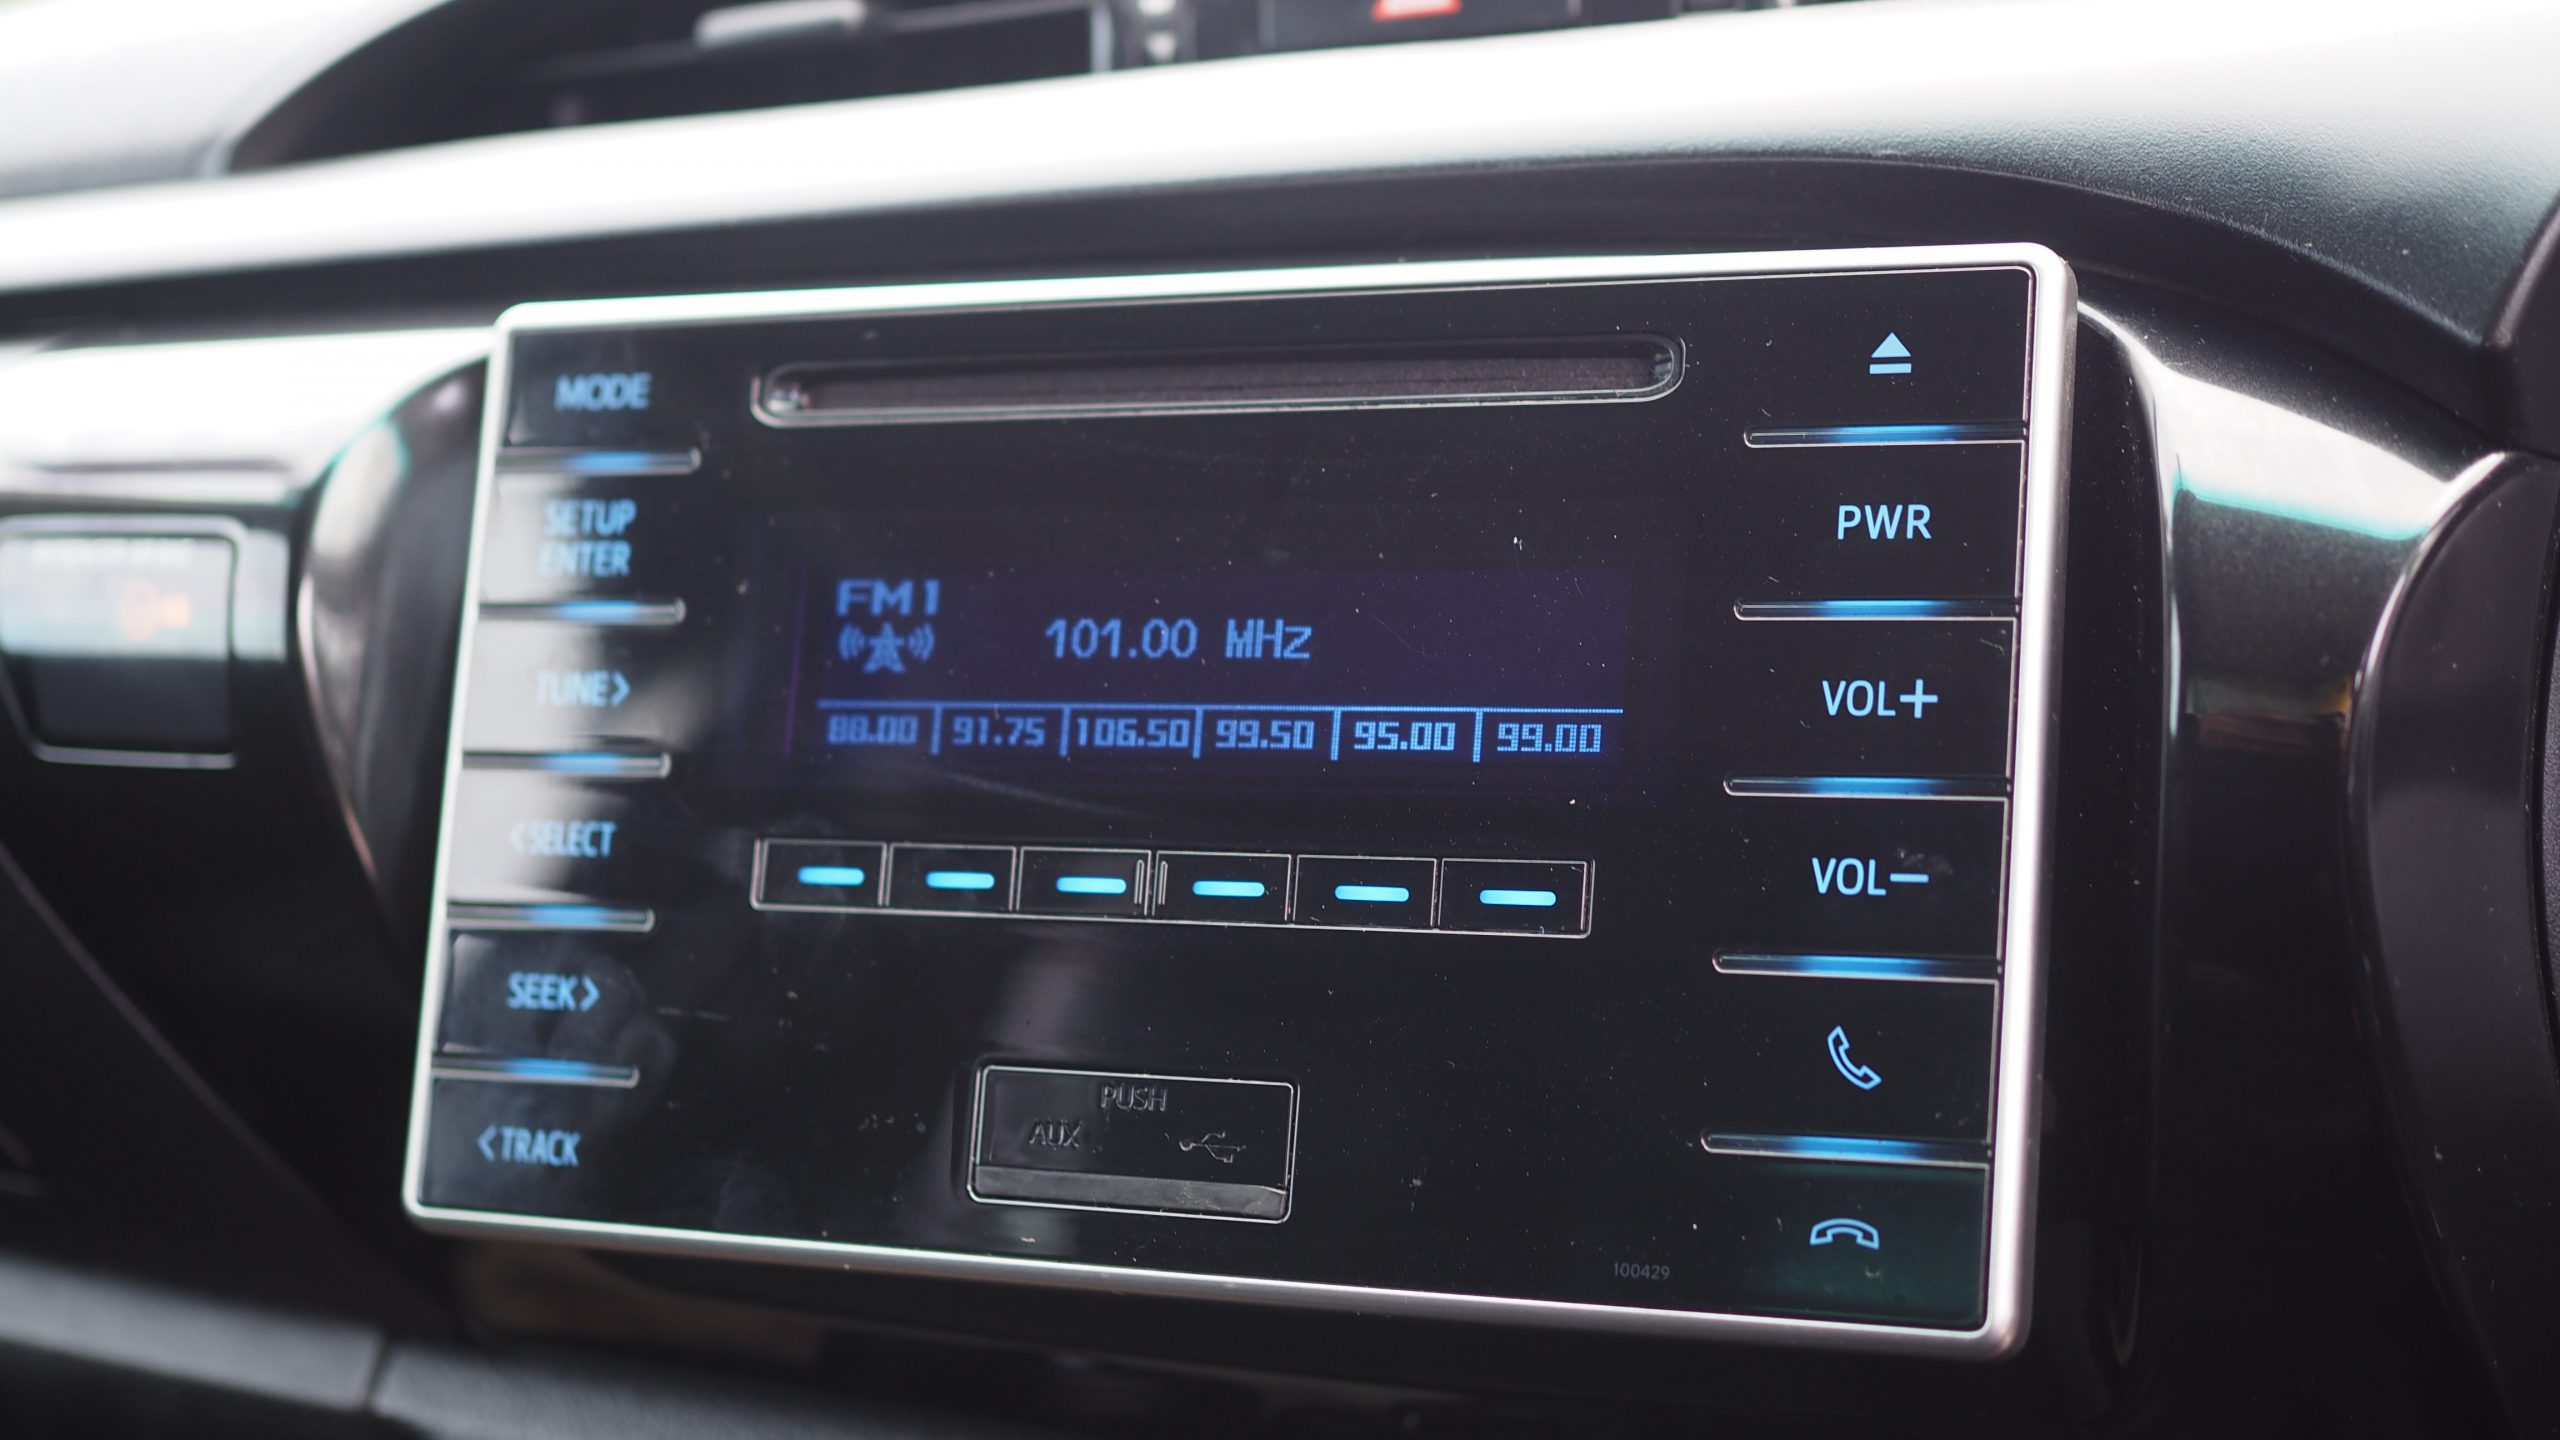 MODE
SETUP
ENTER
TUNE>
<SELECT
SEEK>
<TRACK
FM1
101.00 MHz
88.00 | 91.75 | 106.50 | 99.50 | 95.00 | 99.00
PUSH
AUX
PWR
VOL+
VOL−
100429